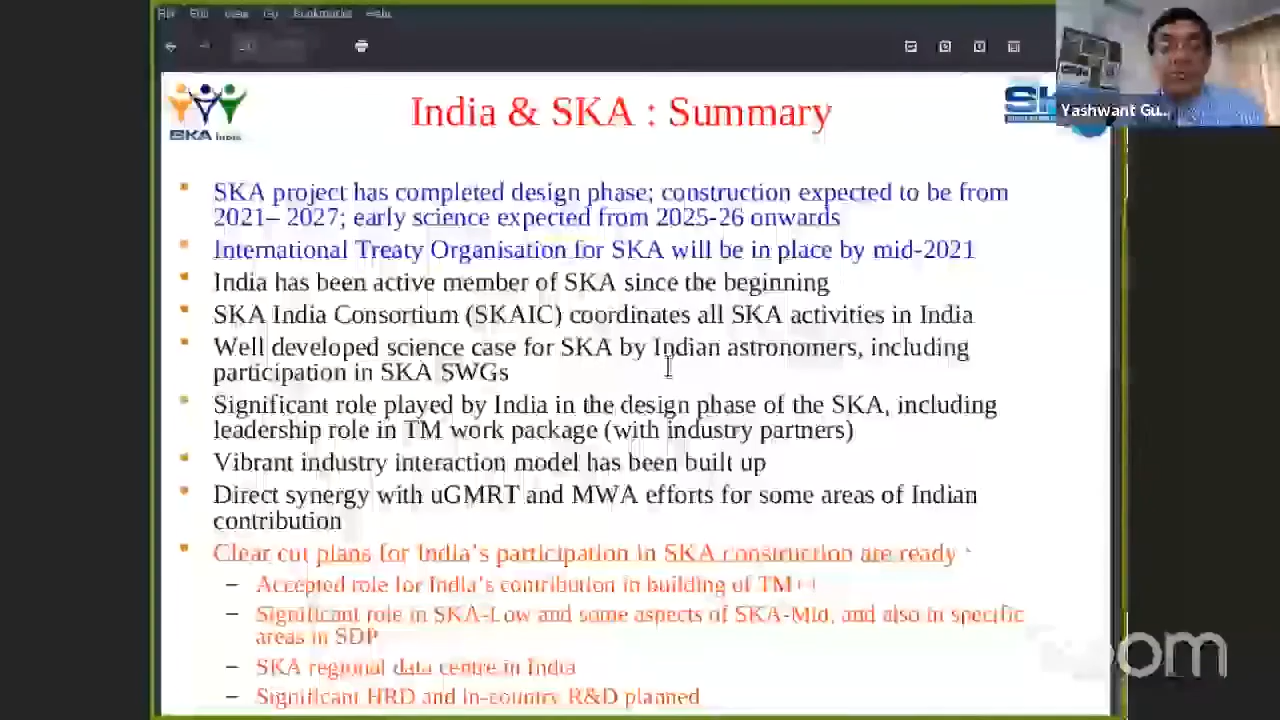 Edit View Go Bookmarks Help
Yashwant Gu...
SKA India
India & SKA : Summary
SKA project has completed design phase; construction expected to be from
2021– 2027; early science expected from 2025-26 onwards
International Treaty Organisation for SKA will be in place by mid-2021
India has been active member of SKA since the beginning
SKA India Consortium (SKAIC) coordinates all SKA activities in India
Well developed science case for SKA by Indian astronomers, including
participation in SKA SWGs
Significant role played by India in the design phase of the SKA, including
leadership role in TM work package (with industry partners)
Vibrant industry interaction model has been built up
Direct synergy with uGMRT and MWA efforts for some areas of Indian
contribution
Clear cut plans for India's participation in SKA construction are ready
– Accepted role for India's contribution in building of TM++
– Significant role in SKA-Low and some aspects of SKA-Mid, and also in specific
areas in SDP
– SKA regional data centre in India
– Significant HRD and in-country R&D planned
zoom